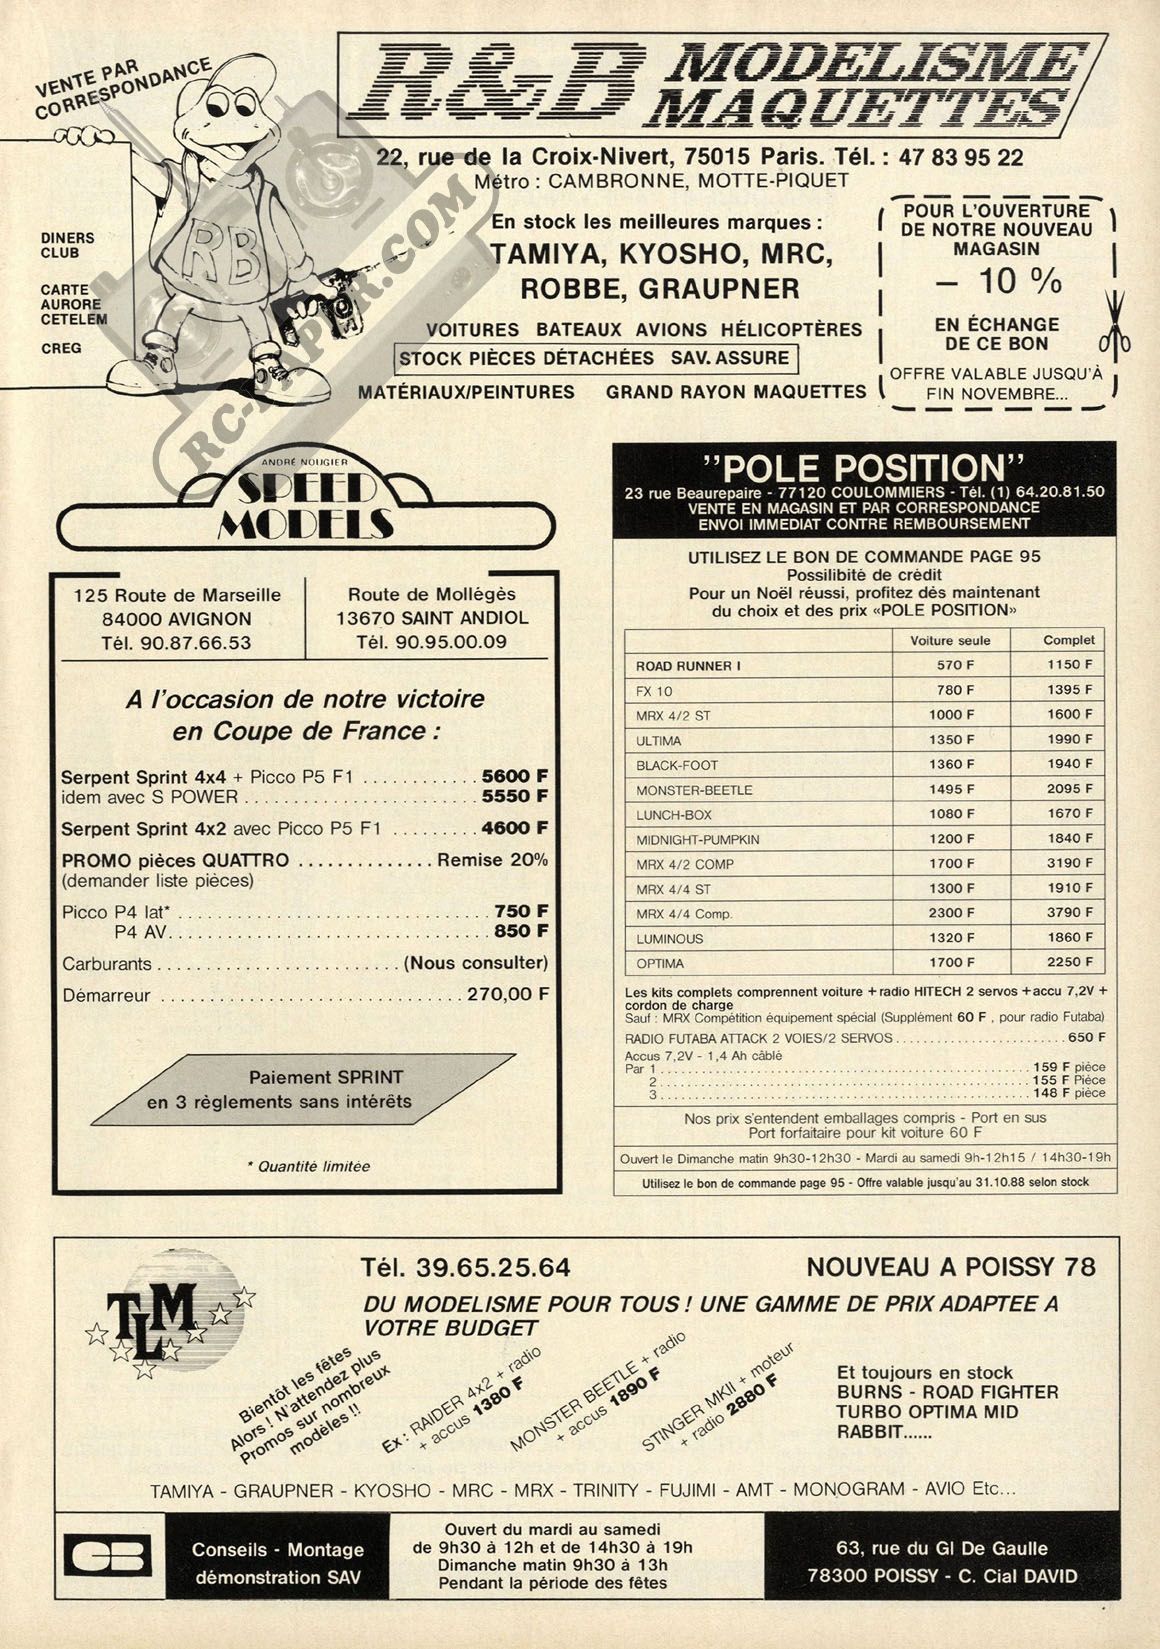 VENTE PAR
CORRESPONDANCE
R&B MODELISME
MAQUETTES
22, rue de la Croix-Nivert, 75015 Paris. Tél. : 47 83 95 22
Métro : CAMBRONNE, MOTTE-PIQUET
DINERS
CLUB
CARTE
AURORE
CETELEM
CREG
RB
RC-PAPER.COM
En stock les meilleures marques :
TAMIYA, KYOSHO, MRC,
ROBBE, GRAUPNER
VOITURES BATEAUX AVIONS HÉLICOPTÈRES
STOCK PIÈCES DÉTACHÉES SAV. ASSURE
MATÉRIAUX/PEINTURES GRAND RAYON MAQUETTES
POUR L'OUVERTURE
DE NOTRE NOUVEAU
MAGASIN
– 10 %
EN ÉCHANGE
DE CE BON
OFFRE VALABLE JUSQU'À
FIN NOVEMBRE...
ANDRÉ NOUGIER
SPEED
MODELS
125 Route de Marseille
84000 AVIGNON
Tél. 90.87.66.53
Route de Mollégès
13670 SAINT ANDIOL
Tél. 90.95.00.09
A l'occasion de notre victoire
en Coupe de France :
Serpent Sprint 4x4 + Picco P5 F1 ........... 5600 F
idem avec S POWER ........................ 5550 F
Serpent Sprint 4x2 avec Picco P5 F1 ......... 4600 F
PROMO pièces QUATTRO ............. Remise 20%
(demander liste pièces)
Picco P4 lat* ................................ 750 F
P4 AV................................ 850 F
Carburants ........................ (Nous consulter)
Démarreur .............................. 270,00 F
Paiement SPRINT
en 3 règlements sans intérêts
* Quantité limitée
"POLE POSITION"
23 rue Beaurepaire - 77120 COULOMMIERS - Tél. (1) 64.20.81.50
VENTE EN MAGASIN ET PAR CORRESPONDANCE
ENVOI IMMEDIAT CONTRE REMBOURSEMENT
UTILISEZ LE BON DE COMMANDE PAGE 95
Possilibité de crédit
Pour un Noël réussi, profitez dès maintenant
du choix et des prix «POLE POSITION»
Voiture seule Complet
ROAD RUNNER I 570 F 1150 F
FX 10 780 F 1395 F
MRX 4/2 ST 1000 F 1600 F
ULTIMA 1350 F 1990 F
BLACK-FOOT 1360 F 1940 F
MONSTER-BEETLE 1495 F 2095 F
LUNCH-BOX 1080 F 1670 F
MIDNIGHT-PUMPKIN 1200 F 1840 F
MRX 4/2 COMP 1700 F 3190 F
MRX 4/4 ST 1300 F 1910 F
MRX 4/4 Comp. 2300 F 3790 F
LUMINOUS 1320 F 1860 F
OPTIMA 1700 F 2250 F
Les kits complets comprennent voiture + radio HITECH 2 servos + accu 7,2V +
cordon de charge
Sauf : MRX Compétition équipement spécial (Supplément 60 F , pour radio Futaba)
RADIO FUTABA ATTACK 2 VOIES/2 SERVOS ........................ 650 F
Accus 7,2V - 1,4 Ah câblé
Par 1 ........................ 159 F pièce
2 ........................ 155 F Pièce
3 ........................ 148 F pièce
Nos prix s'entendent emballages compris - Port en sus
Port forfaitaire pour kit voiture 60 F
Ouvert le Dimanche matin 9h30-12h30 - Mardi au samedi 9h-12h15 / 14h30-19h
Utilisez le bon de commande page 95 - Offre valable jusqu'au 31.10.88 selon stock
TLM
Tél. 39.65.25.64
NOUVEAU A POISSY 78
DU MODELISME POUR TOUS ! UNE GAMME DE PRIX ADAPTEE A
VOTRE BUDGET
Bientôt les fêtes
Alors ! N'attendez plus
Promos sur nombreux
modèles !!
Ex : RAIDER 4x2 + radio
+ accus 1380 F
MONSTER BEETLE + radio
+ accus 1890 F
STINGER MKII + moteur
+ radio 2880 F
Et toujours en stock
BURNS - ROAD FIGHTER
TURBO OPTIMA MID
RABBIT......
TAMIYA - GRAUPNER - KYOSHO - MRC - MRX - TRINITY - FUJIMI - AMT - MONOGRAM - AVIO Etc...
CB
Conseils - Montage
démonstration SAV
Ouvert du mardi au samedi
de 9h30 à 12h et de 14h30 à 19h
Dimanche matin 9h30 à 13h
Pendant la période des fêtes
63, rue du Gl De Gaulle
78300 POISSY - C. Cial DAVID